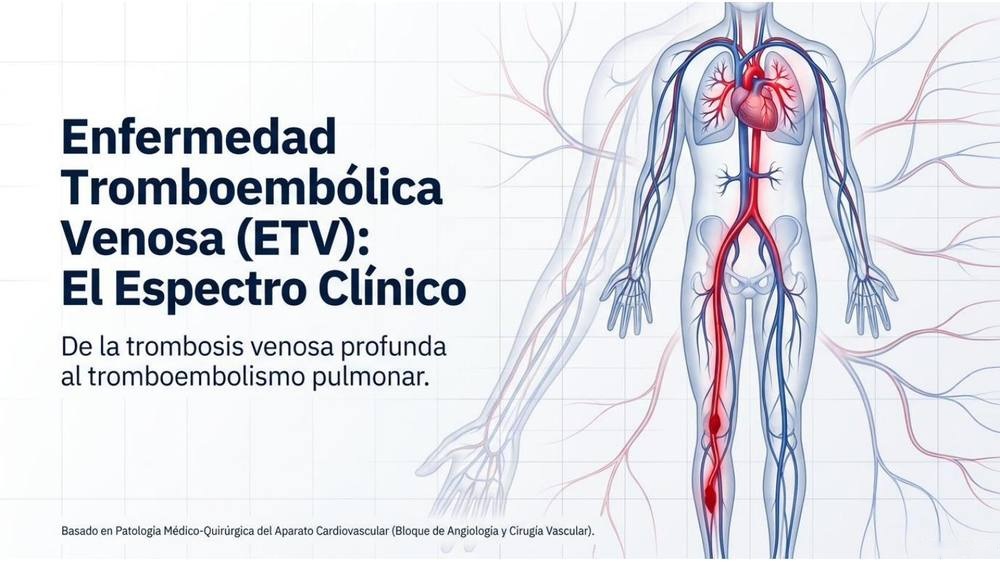 Enfermedad
Tromboembólica
Venosa (ETV):
El Espectro Clínico
De la trombosis venosa profunda
al tromboembolismo pulmonar.
Basado en Patología Médico-Quirúrgica del Aparato Cardiovascular (Bloque de Angiología y Cirugía Vascular).